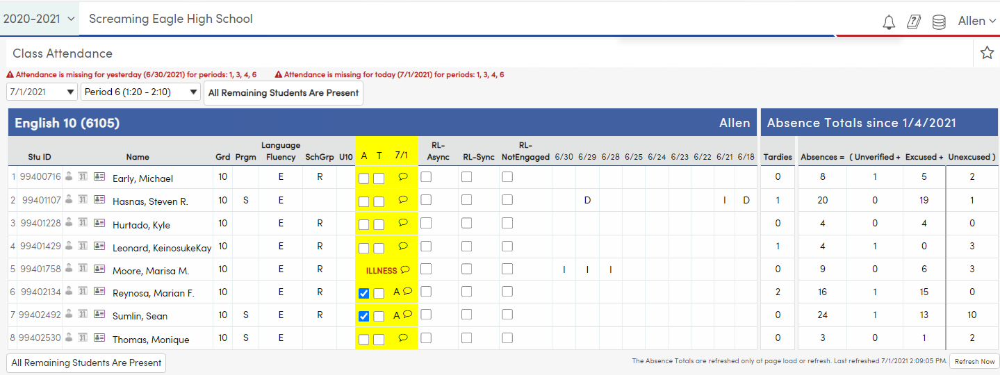 2020-2021 Screaming Eagle High School Allen
Class Attendance
Attendance is missing for yesterday (6/30/2021) for periods: 1, 3, 4, 6 Attendance is missing for today (7/1/2021) for periods: 1, 3, 4, 6
7/1/2021 Period 6 (1:20 - 2:10) All Remaining Students Are Present
English 10 (6105) Allen Absence Totals since 1/4/2021
Stu ID Name Grd Prgm Language Fluency SchGrp U10 A T 7/1 RL-Async RL-Sync RL-NotEngaged 6/30 6/29 6/28 6/25 6/24 6/23 6/22 6/21 6/18 Tardies Absences = ( Unverified + Excused + Unexcused )
1 99400716 31 Early, Michael 10 E R 0 8 1 5 2
2 99401107 31 Hasnas, Steven R. 10 S E D I D 1 20 0 19 1
3 99401228 31 Hurtado, Kyle 10 E R 0 4 0 4 0
4 99401429 31 Leonard, KeinosukeKay 10 E R 1 4 1 0 3
5 99401758 31 Moore, Marisa M. 10 E R ILLNESS I I I 0 9 0 6 3
6 99402134 31 Reynosa, Marian F. 10 E R A 2 16 1 15 0
7 99402492 31 Sumlin, Sean 10 S E R A 0 24 1 13 10
8 99402530 31 Thomas, Monique 10 S E 0 3 0 1 2
All Remaining Students Are Present The Absence Totals are refreshed only at page load or refresh. Last refreshed 7/1/2021 2:09:05 PM. Refresh Now